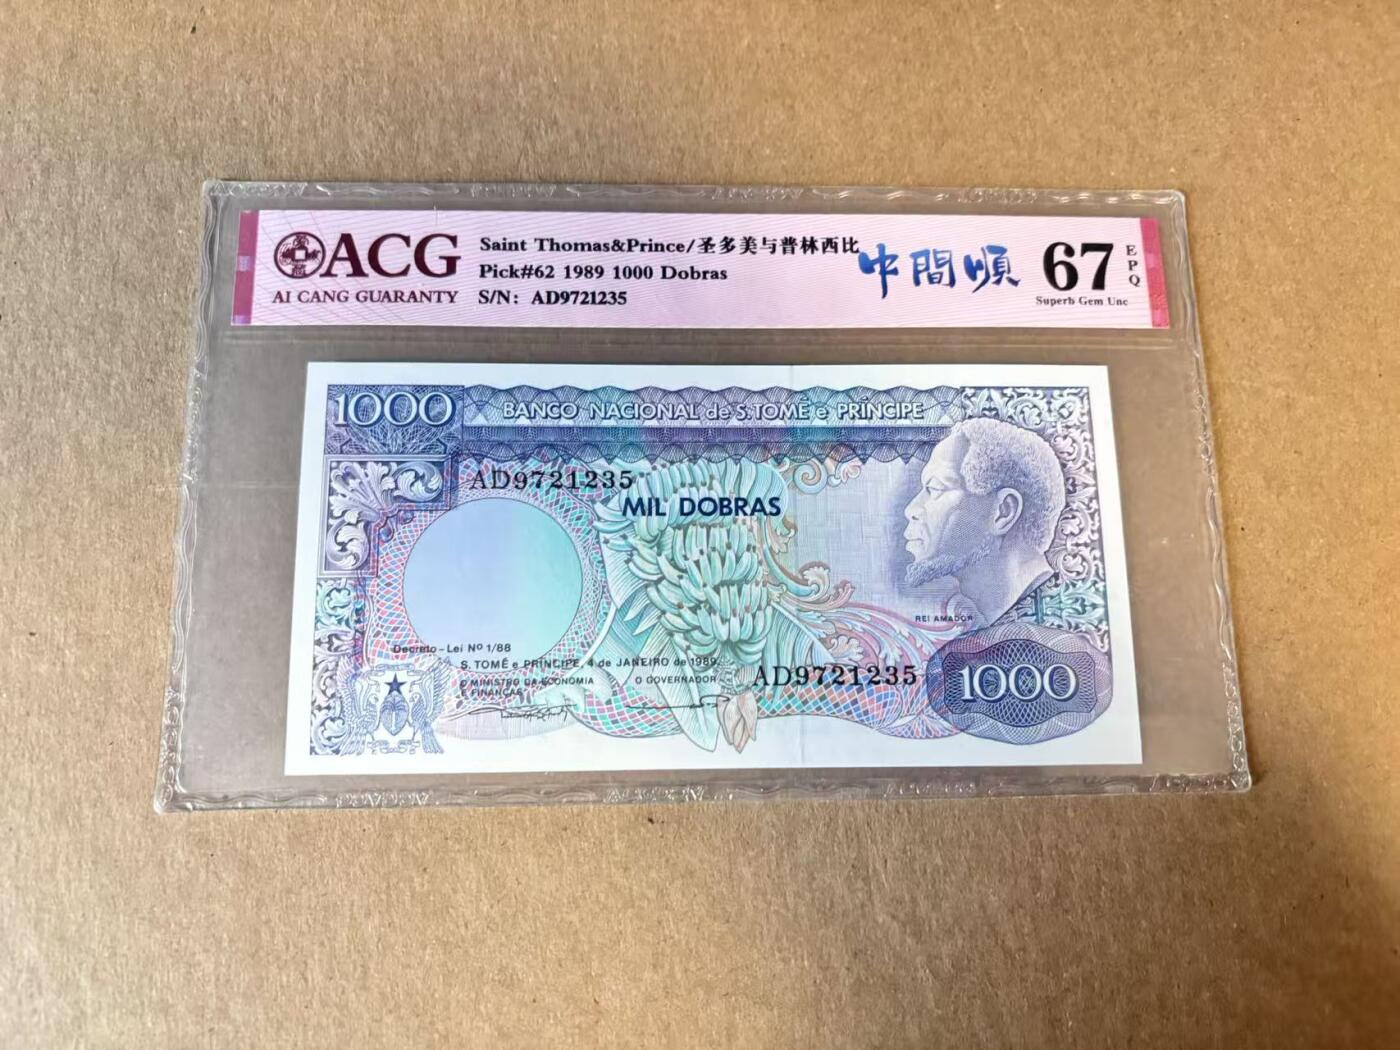 ACG
AI CANG GUARANTY
Saint Thomas&Prince/圣多美与普林西比
Pick#62 1989 1000 Dobras
S/N: AD9721235
中間順
67
EPQ
Superb Gem Unc
1000
BANCO NACIONAL de S.TOMÉ e PRÍNCIPE
AD9721235
MIL DOBRAS
REI AMADOR
Decreto-Lei Nº 1/88
S. TOMÉ e PRÍNCIPE, 4 de JANEIRO de 1989
O MINISTRO DA ECONOMIA E FINANÇAS
O GOVERNADOR
AD9721235
1000